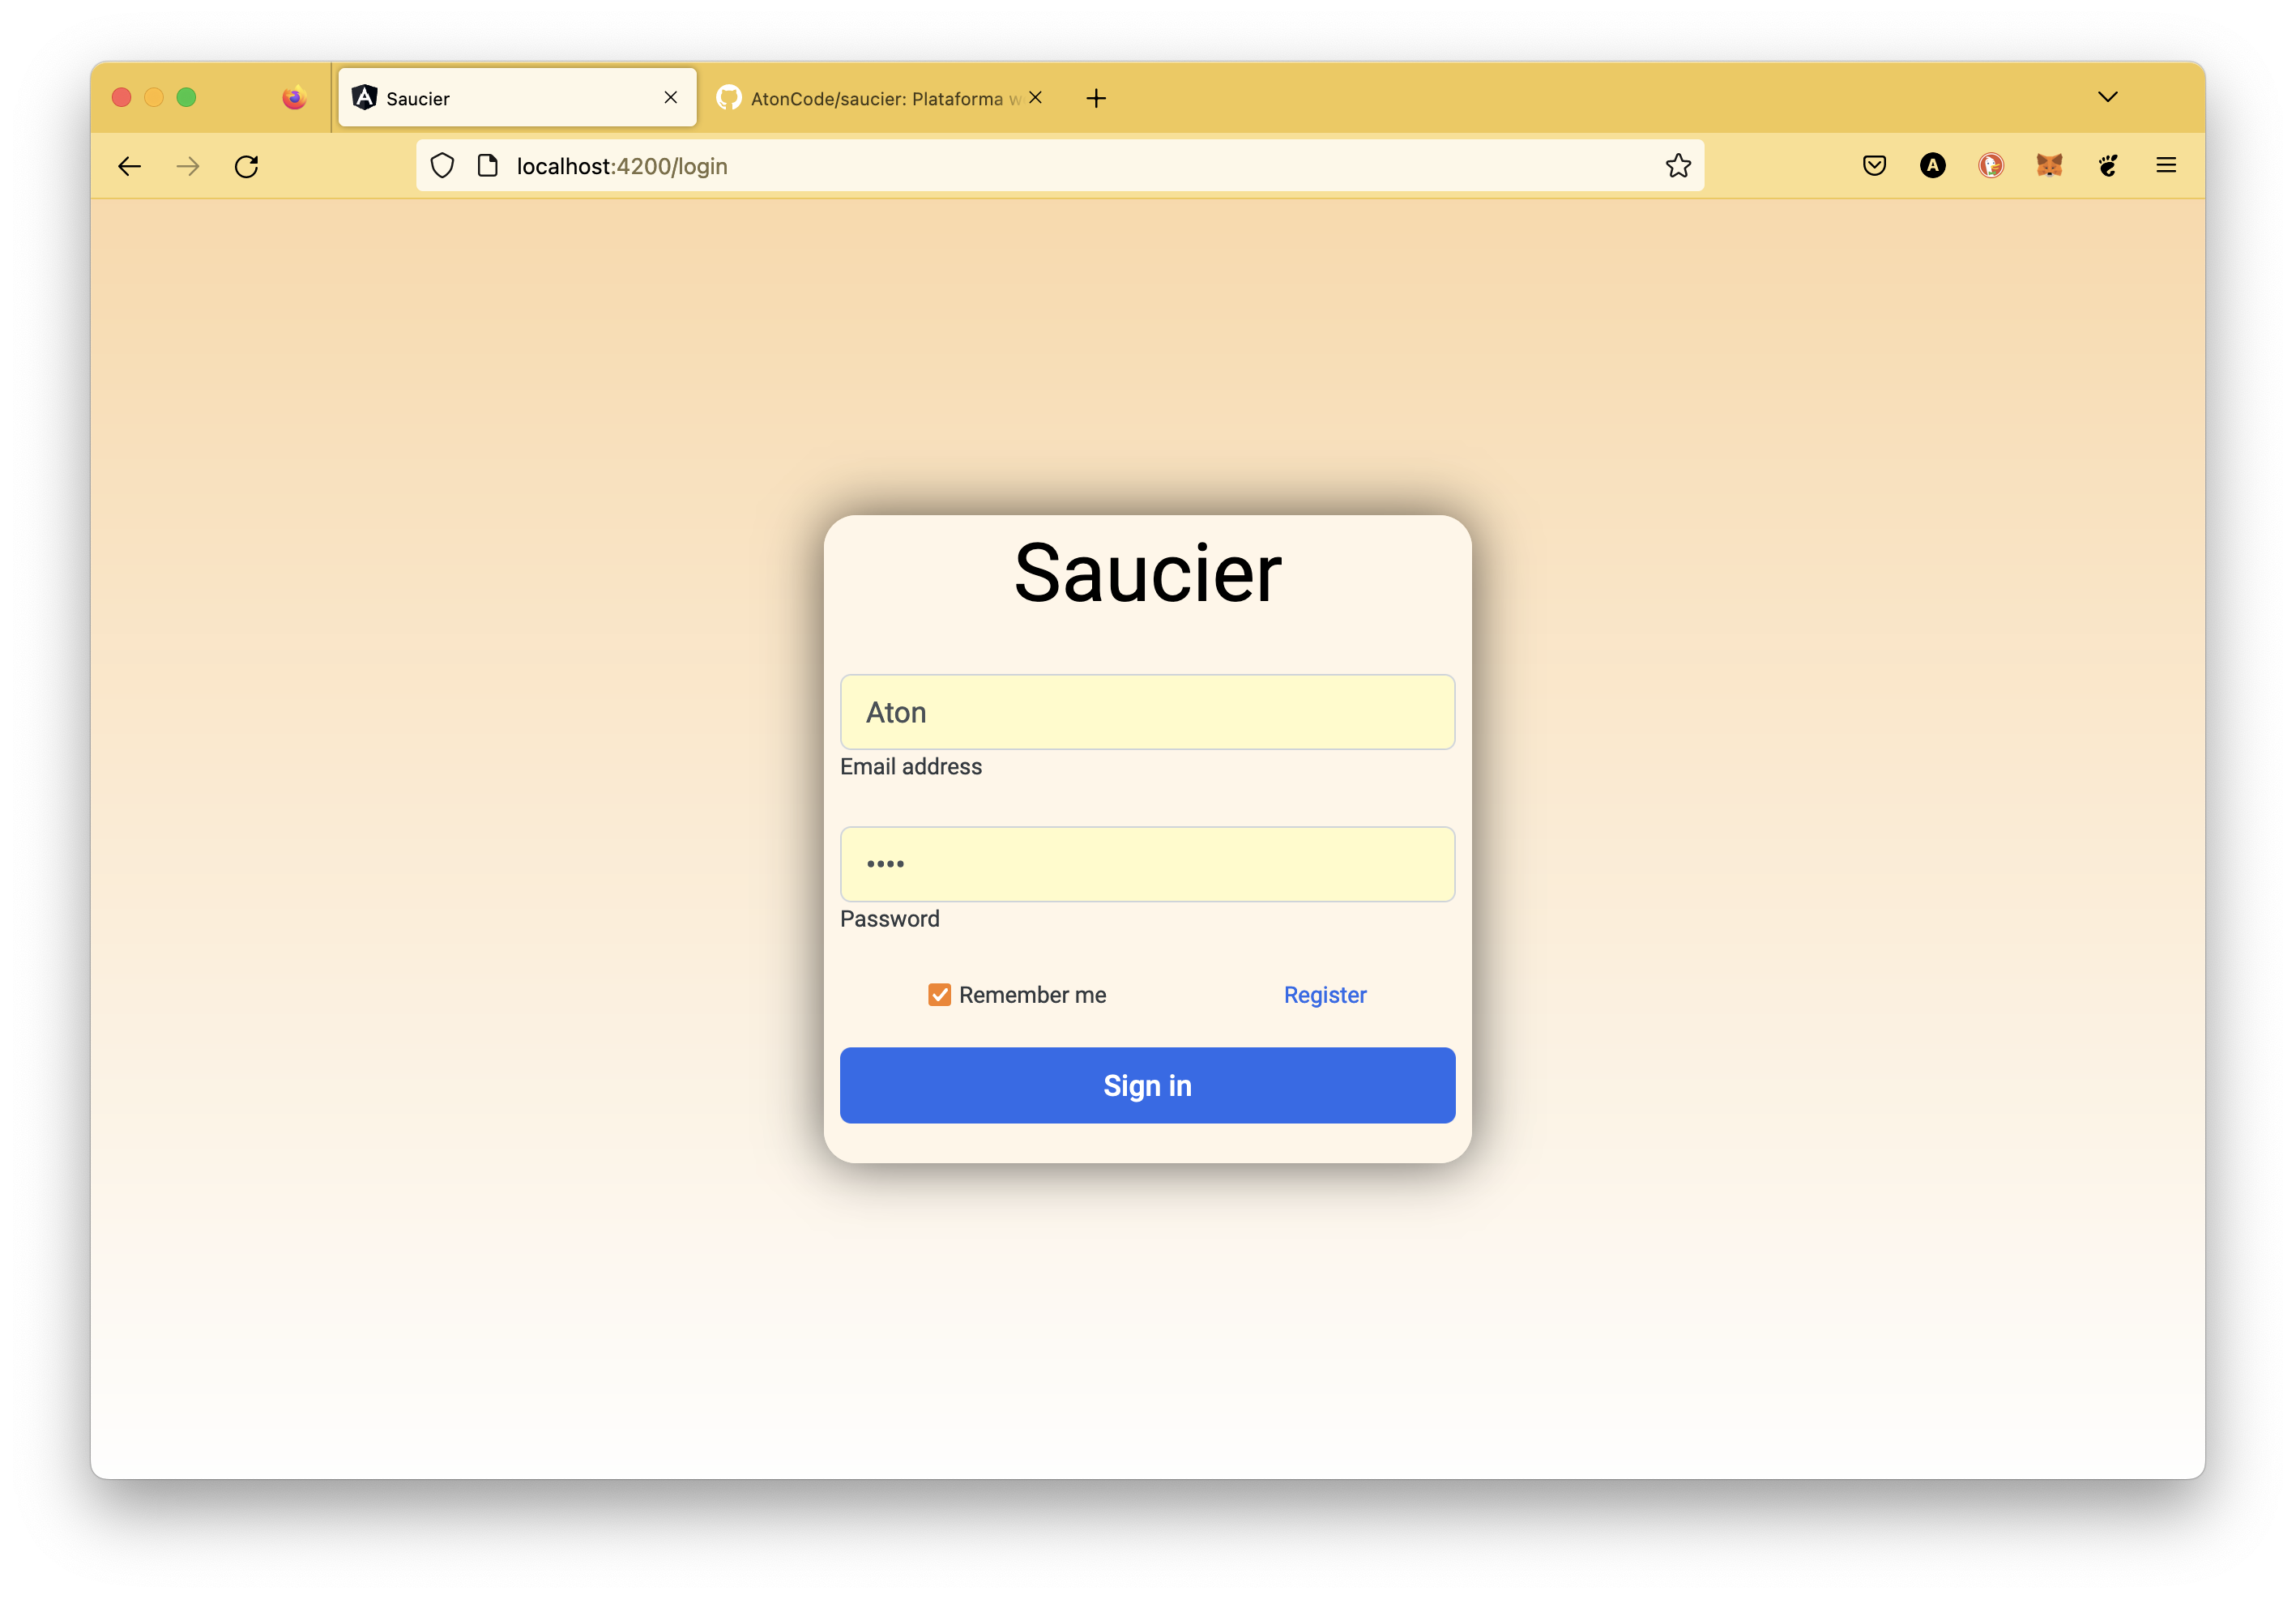 Saucier
AtonCode/saucier: Plataforma w
localhost:4200/login
Saucier
Aton
Email address
••••
Password
Remember me
Register
Sign in